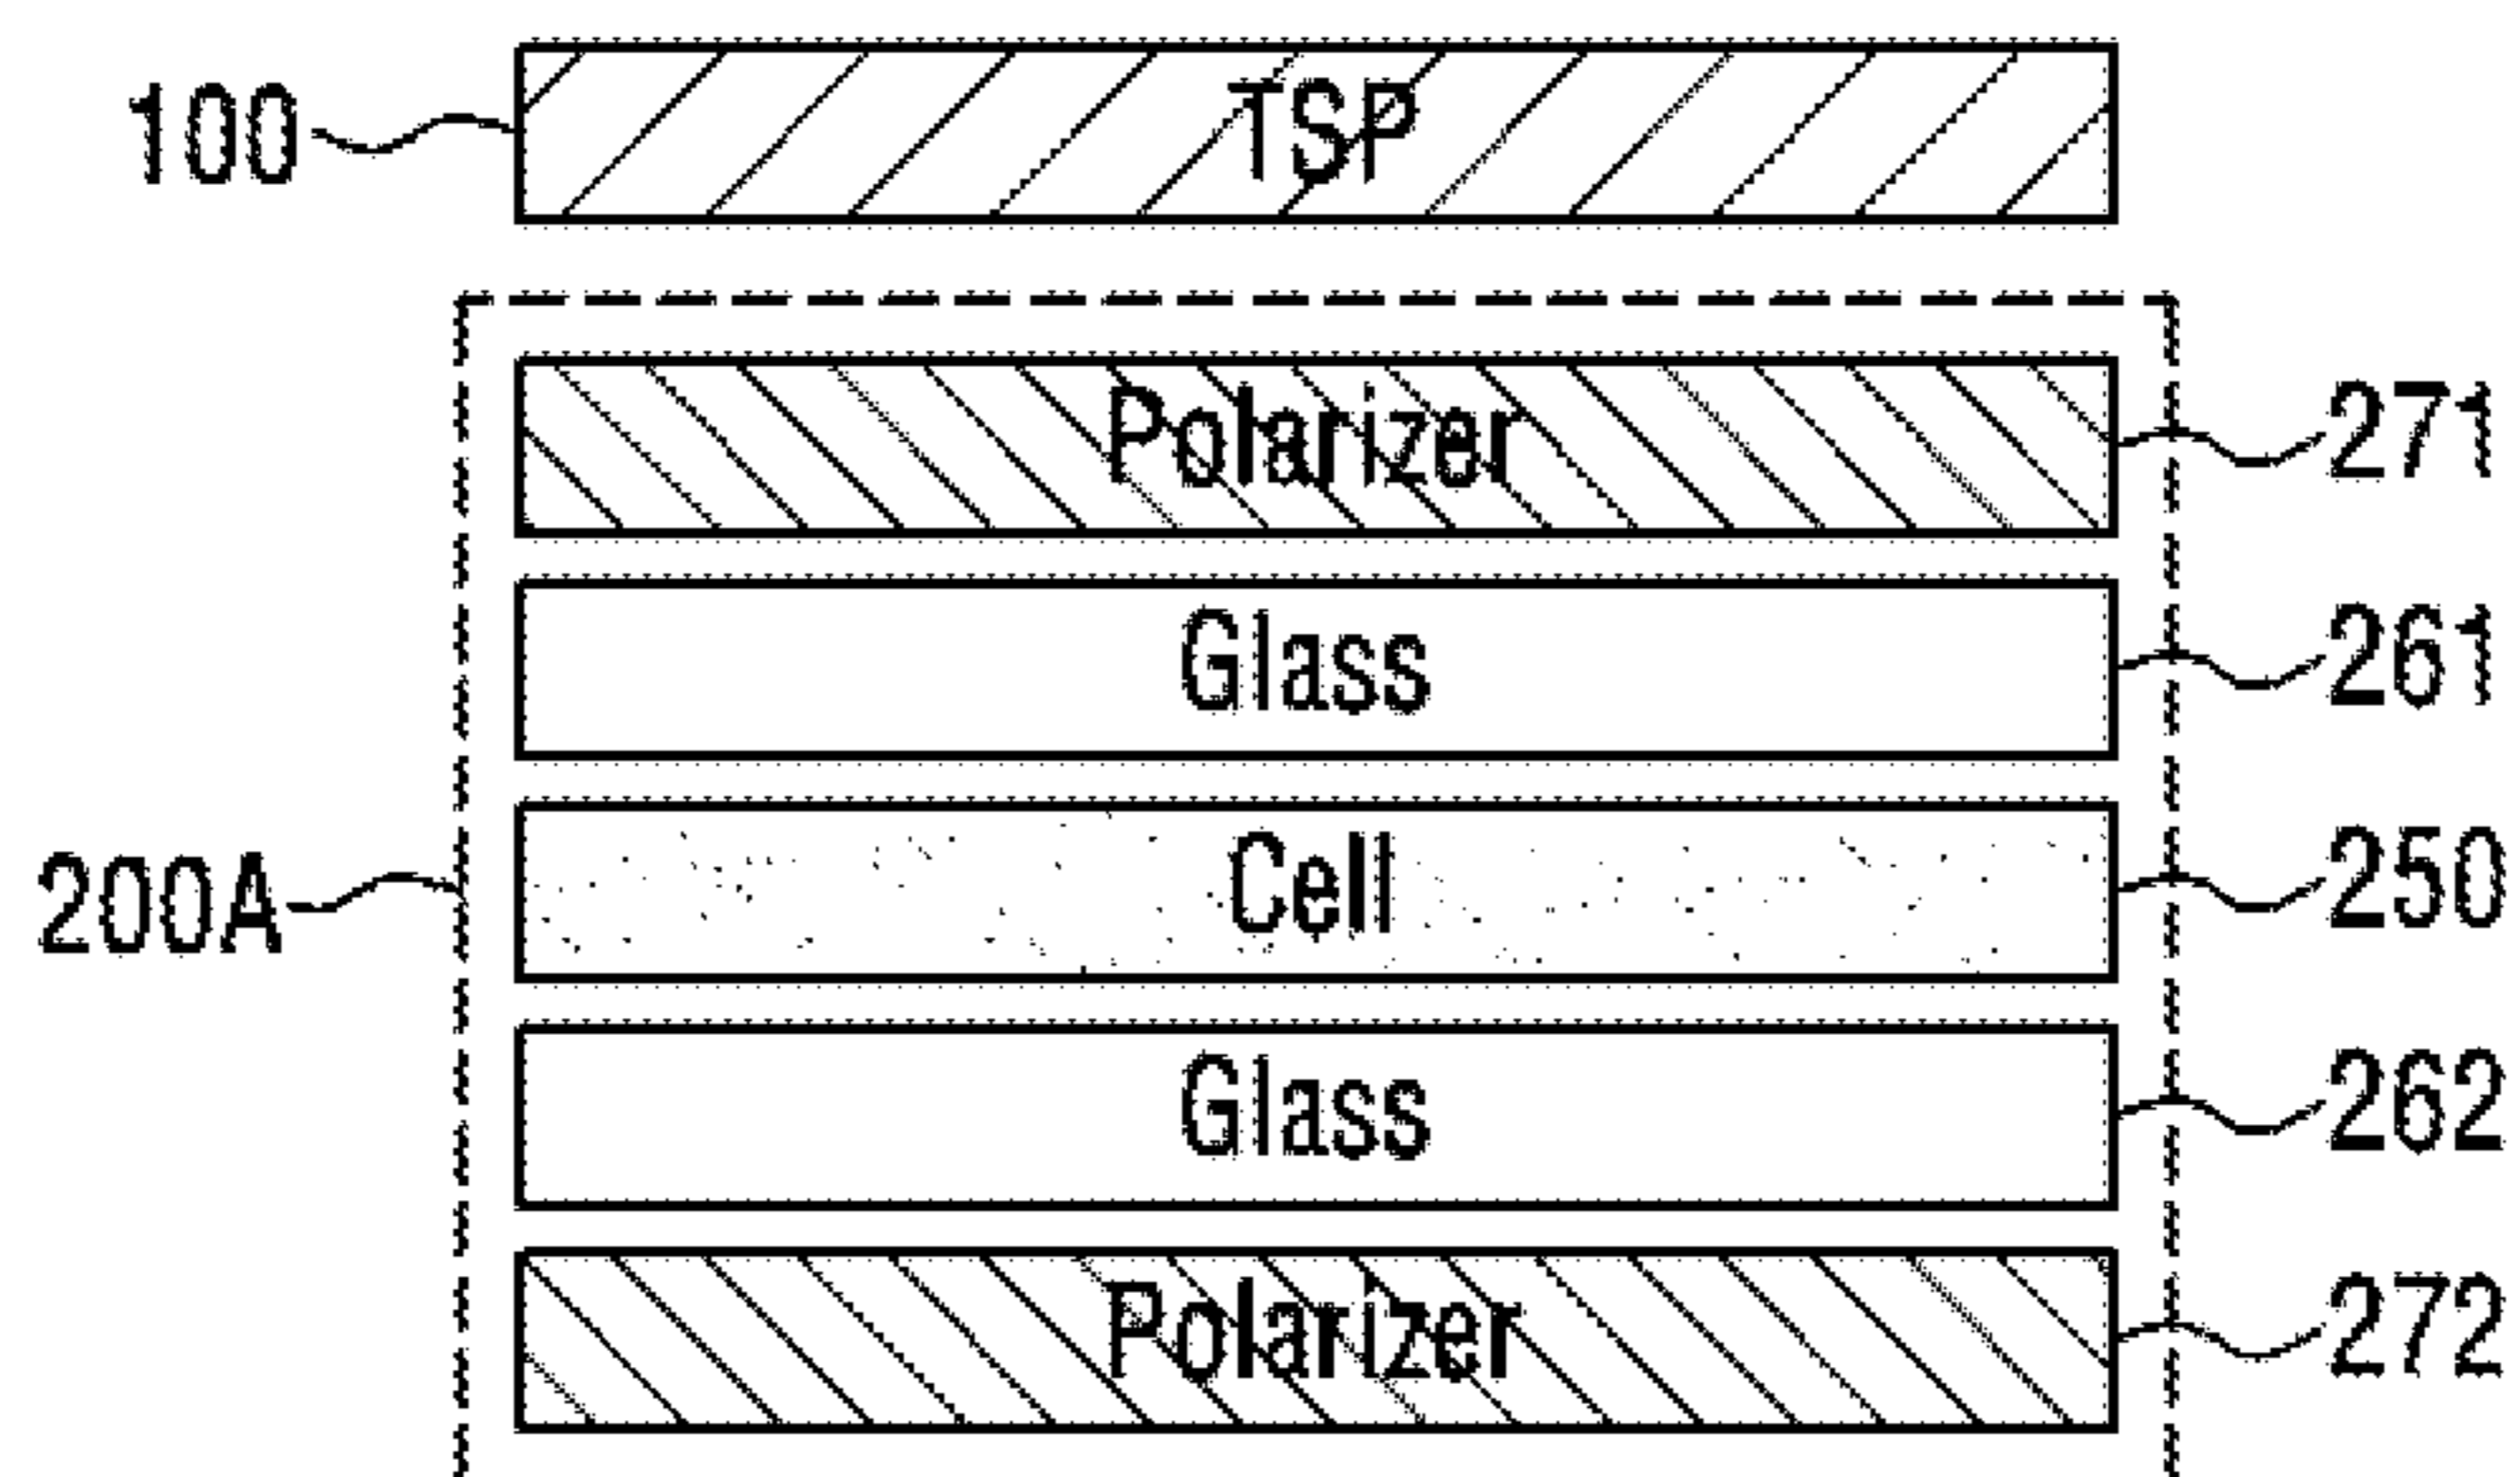 100 TSP
Polarizer 271
Glass 261
200A Cell 250
Glass 262
Polarizer 272